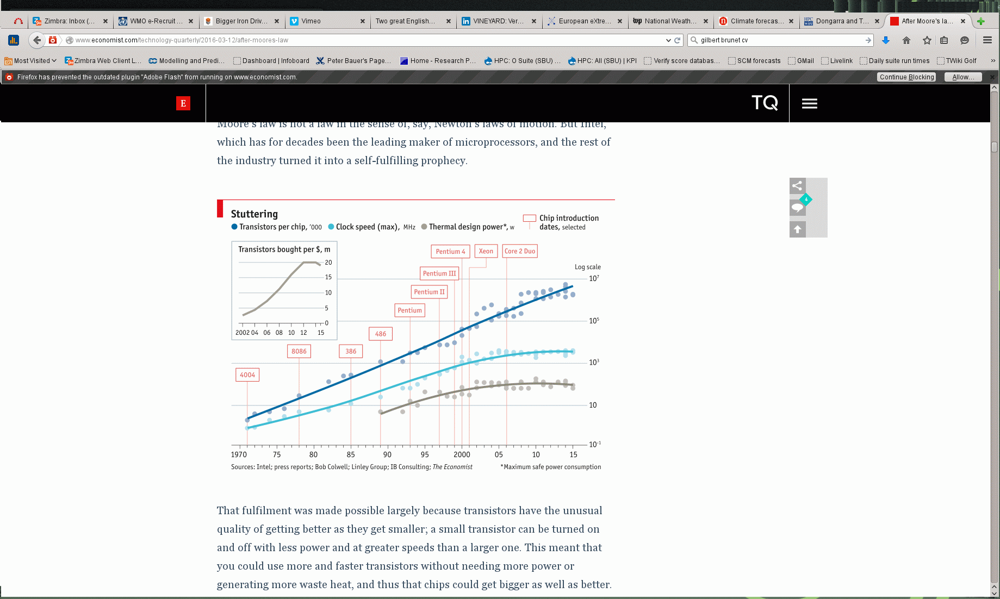 Zimbra: Inbox (...
WMO e-Recruit ...
Bigger Iron Driv...
Vimeo
Two great English...
VINEYARD: Ver...
European eXtre...
National Weath...
Climate forecas...
Dongarra and T...
After Moore's la...
www.economist.com/technology-quarterly/2016-03-12/after-moores-law
gilbert brunet cv
Most Visited
Zimbra Web Client L...
Modelling and Predi...
Dashboard | Infoboard
Peter Bauer's Page...
Home - Research P...
HPC: O Suite (SBU) ...
HPC: All (SBU) | KPI
Verify score databas...
SCM forecasts
GMail
Livelink
Daily suite run times
TWiki Golf
Firefox has prevented the outdated plugin "Adobe Flash" from running on www.economist.com.
Continue Blocking
Allow...
E
TQ
Moore's law is not a law in the sense of, say, Newton's laws of motion. But Intel,
which has for decades been the leading maker of microprocessors, and the rest of
the industry turned it into a self-fulfilling prophecy.
4
Stuttering
Transistors per chip, '000
Clock speed (max), MHz
Thermal design power*, w
Chip introduction
dates, selected
Transistors bought per $, m
20
15
10
5
0
2002 04 06 08 10 12 15
Pentium 4
Xeon
Core 2 Duo
Pentium III
Pentium II
Pentium
486
8086
386
4004
Log scale
10⁷
10⁵
10³
10
10⁻¹
1970 75 80 85 90 95 2000 05 10 15
Sources: Intel; press reports; Bob Colwell; Linley Group; IB Consulting; The Economist
*Maximum safe power consumption
That fulfilment was made possible largely because transistors have the unusual
quality of getting better as they get smaller; a small transistor can be turned on
and off with less power and at greater speeds than a larger one. This meant that
you could use more and faster transistors without needing more power or
generating more waste heat, and thus that chips could get bigger as well as better.